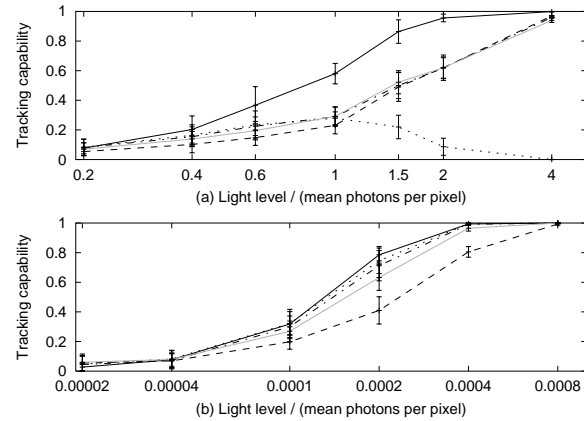 1
0.8
0.6
0.4
0.2
0
Tracking capability
0.2 0.4 0.6 1 1.5 2 4
(a) Light level / (mean photons per pixel)
1
0.8
0.6
0.4
0.2
0
Tracking capability
0.00002 0.00004 0.0001 0.0002 0.0004 0.0008
(b) Light level / (mean photons per pixel)